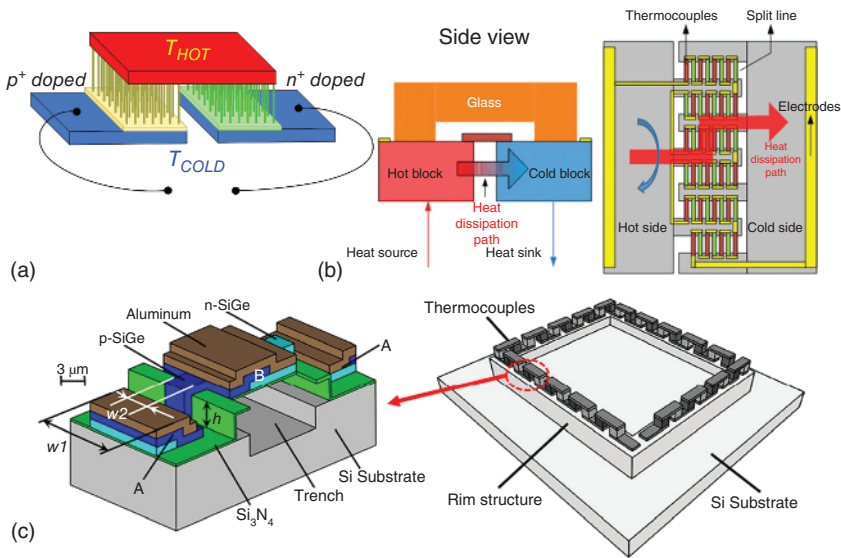 T_HOT
p⁺ doped
n⁺ doped
T_COLD
(a)
Side view
Glass
Hot block
Cold block
Heat
dissipation
path
Heat source
Heat sink
(b)
Thermocouples
Split line
Electrodes
Heat
dissipation
path
Hot side
Cold side
n-SiGe
Aluminum
p-SiGe
3 μm
A
B
w2
h
w1
A
Trench
Si₃N₄
Si Substrate
(c)
Thermocouples
Rim structure
Si Substrate